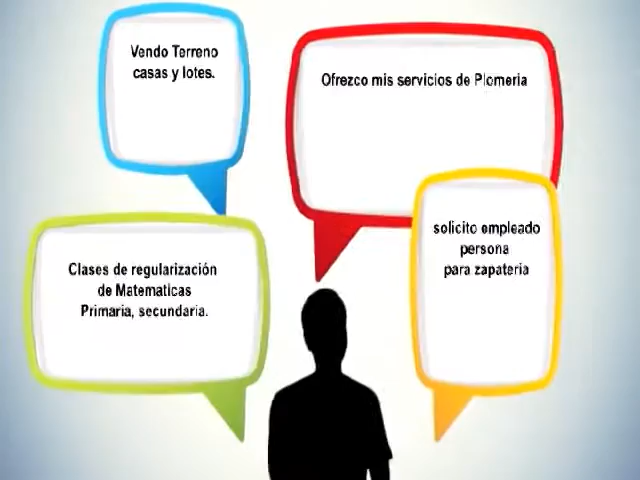 Vendo Terreno
casas y lotes.
Ofrezco mis servicios de Plomeria
solicito empleado
persona
para zapateria
Clases de regularización
de Matematicas
Primaria, secundaria.